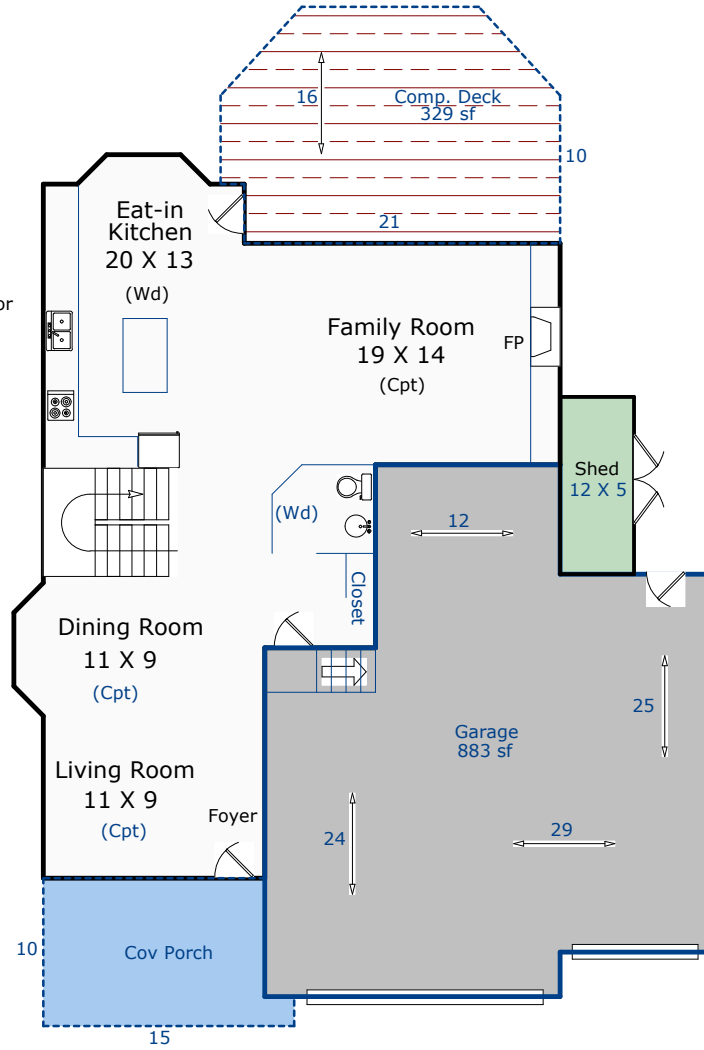 16
Comp. Deck
329 sf
10
21
Eat-in
Kitchen
20 X 13
(Wd)
or
Family Room
19 X 14
(Cpt)
FP
Shed
12 X 5
(Wd)
12
Closet
Dining Room
11 X 9
(Cpt)
25
Garage
883 sf
Living Room
11 X 9
(Cpt)
Foyer
24
29
10
Cov Porch
15